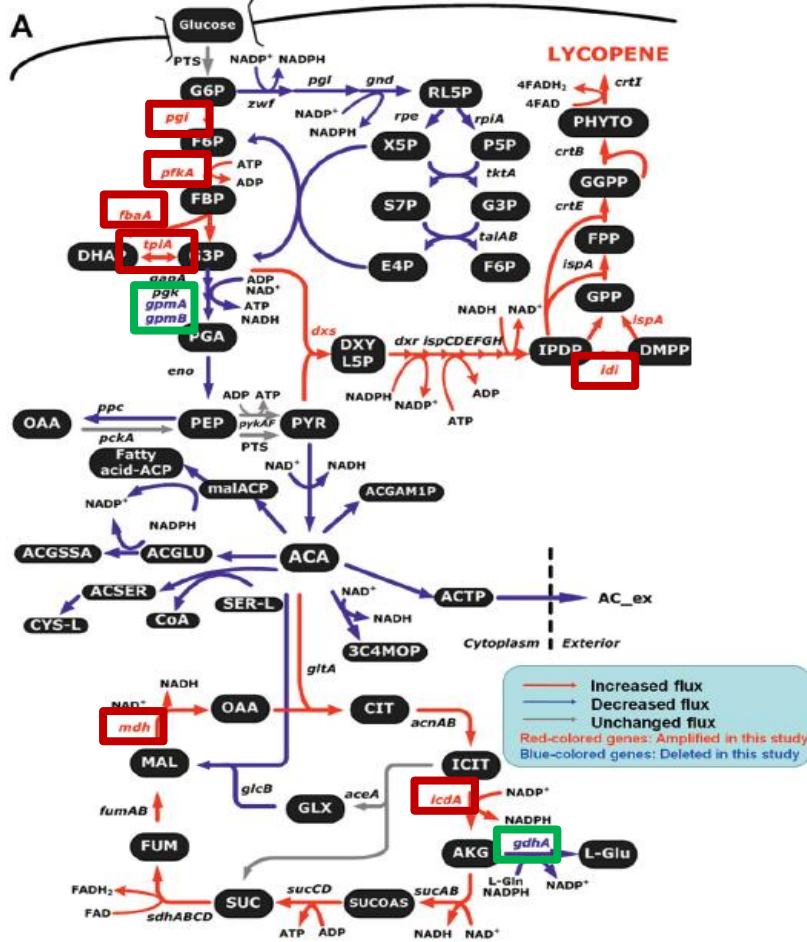 A
Glucose
PTS
NADP+ NADPH
G6P
zwf
pgl
gnd
NADP+
NADPH
RL5P
rpe
rpiA
pgi
F6P
X5P
P5P
pfkA
ATP
ADP
tktA
FBP
S7P
G3P
fbaA
talAB
tpiA
DHAP
G3P
E4P
F6P
gapA
pgk
gpmA
gpmB
ADP
NAD+
ATP
NADH
PGA
LYCOPENE
4FADH2
4FAD
crtI
PHYTO
crtB
GGPP
crtE
FPP
ispA
GPP
ispA
IPDP
DMPP
idi
dxs
DXY
L5P
dxr ispCDEFGH
NADH
NAD+
NADPH
NADP+
ATP
ADP
eno
ppc
OAA
pckA
PEP
ADP ATP
pykAF
PTS
PYR
Fatty
acid-ACP
malACP
NAD+
NADH
ACGAM1P
NADP+
NADPH
ACGSSA
ACGLU
ACA
ACSER
CYS-L
CoA
SER-L
NAD+
NADH
3C4MOP
ACTP
AC_ex
Cytoplasm
Exterior
gltA
NADH
NAD+
mdh
OAA
CIT
acnAB
MAL
ICIT
glcB
GLX
aceA
icdA
NADP+
NADPH
fumAB
FUM
AKG
gdhA
L-Glu
L-Gln
NADPH
NADP+
FADH2
FAD
sdhABCD
SUC
sucCD
ATP
ADP
SUCOAS
sucAB
NADH
NAD+
Increased flux
Decreased flux
Unchanged flux
Red-colored genes: Amplified in this study
Blue-colored genes: Deleted in this study